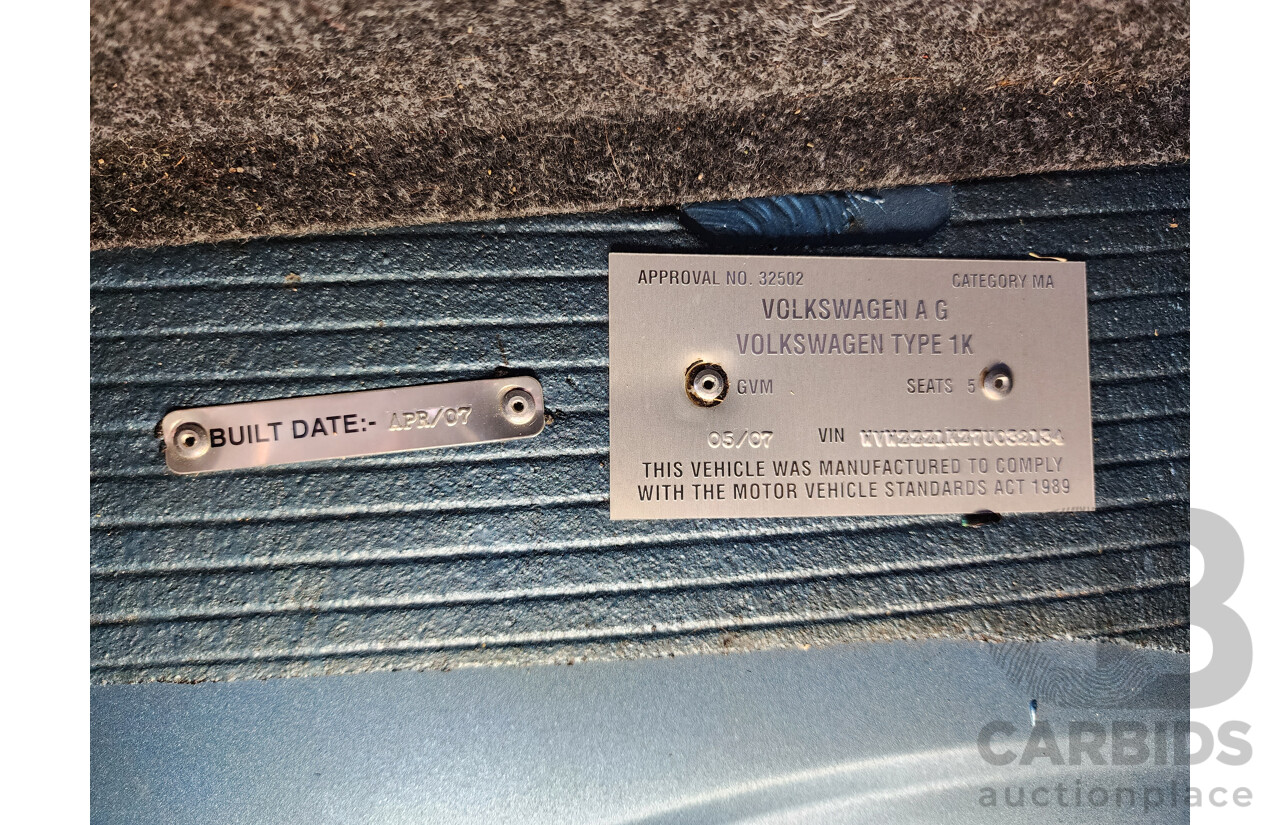 APPROVAL NO. 32502 CATEGORY MA
VOLKSWAGEN A G
VOLKSWAGEN TYPE 1K
GVM SEATS 5
05/07 VIN WVWZZZ1KZ7U032134
THIS VEHICLE WAS MANUFACTURED TO COMPLY
WITH THE MOTOR VEHICLE STANDARDS ACT 1989
BUILT DATE:- APR/07
CARBIDS
auctionplace